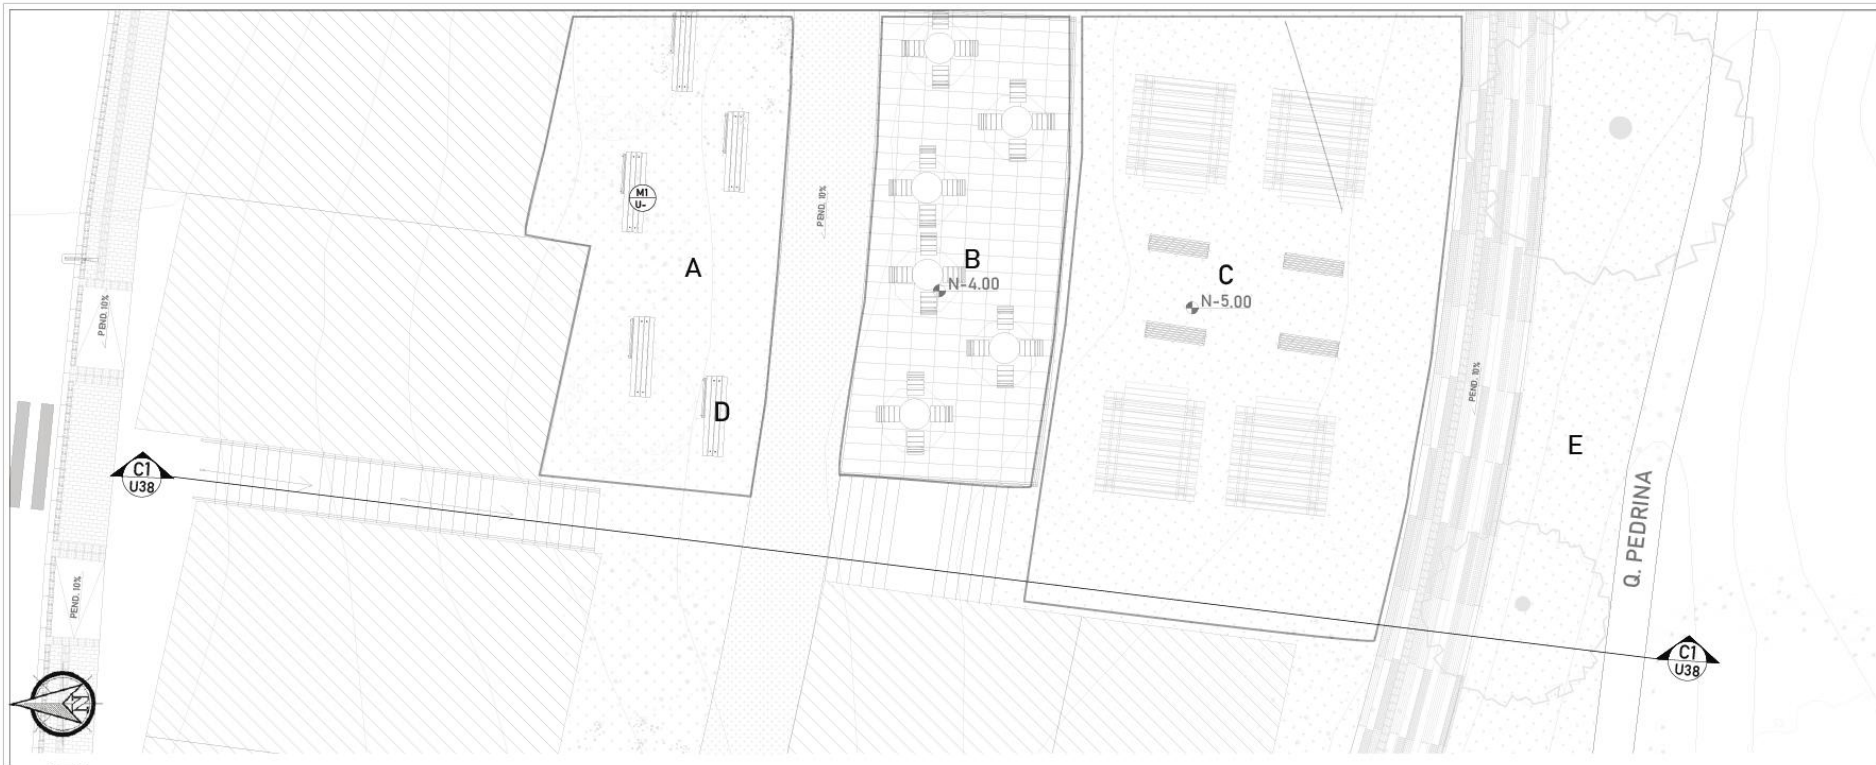 M1
U-
PEND. 10%
A
B
N-4.00
C
N-5.00
PEND. 10%
PEND. 10%
D
E
C1
U38
Q. PEDRINA
PEND. 10%
C1
U38
N